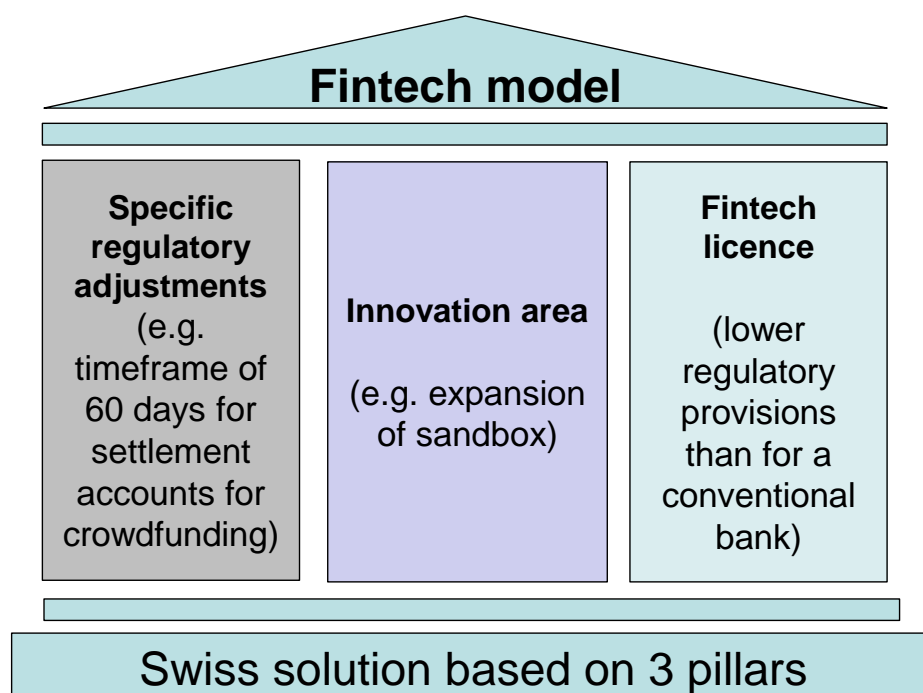 Fintech model
Specific
regulatory
adjustments
(e.g.
timeframe of
60 days for
settlement
accounts for
crowdfunding)
Innovation area
(e.g. expansion
of sandbox)
Fintech
licence
(lower
regulatory
provisions
than for a
conventional
bank)
Swiss solution based on 3 pillars